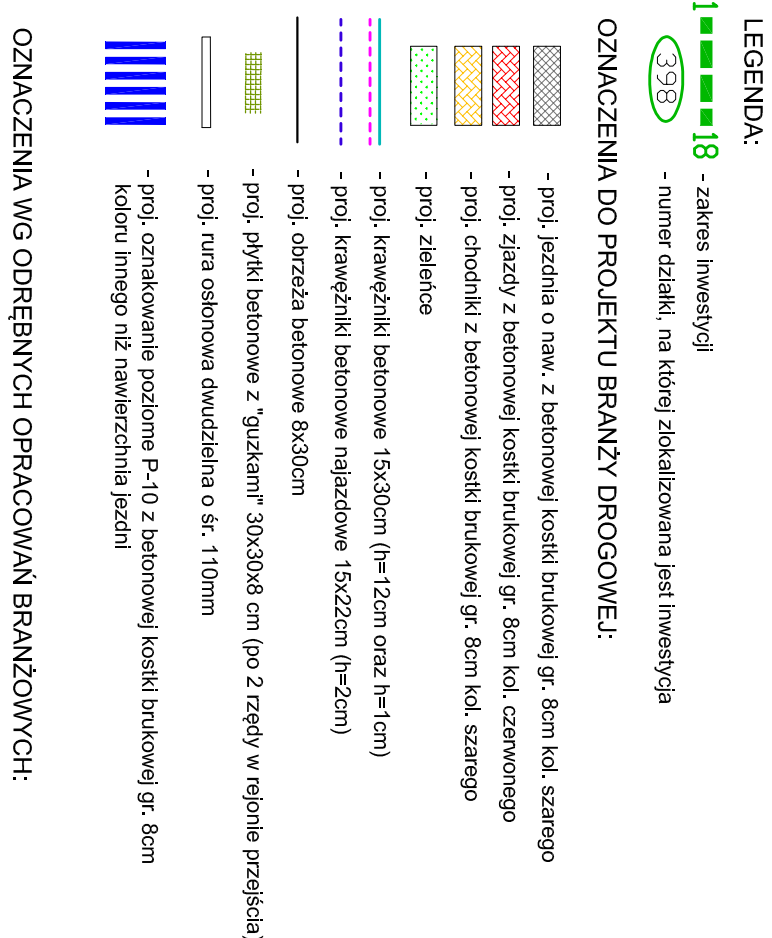 LEGENDA:
1 18 - zakres inwestycji
398 - numer działki, na której zlokalizowana jest inwestycja
OZNACZENIA DO PROJEKTU BRANŻY DROGOWEJ:
- proj. jezdnia o naw. z betonowej kostki brukowej gr. 8cm kol. szarego
- proj. zjazdy z betonowej kostki brukowej gr. 8cm kol. czerwonego
- proj. chodniki z betonowej kostki brukowej gr. 8cm kol. szarego
- proj. zieleńce
- proj. krawężniki betonowe 15x30cm (h=12cm oraz h=1cm)
- proj. krawężniki betonowe najazdowe 15x22cm (h=2cm)
- proj. obrzeża betonowe 8x30cm
- proj. płytki betonowe z "guzkami" 30x30x8 cm (po 2 rzędy w rejonie przejścia)
- proj. rura osłonowa dwudzielna o śr. 110mm
- proj. oznakowanie poziome P-10 z betonowej kostki brukowej gr. 8cm
koloru innego niż nawierzchnia jezdni
OZNACZENIA WG ODRĘBNYCH OPRACOWAŃ BRANŻOWYCH: